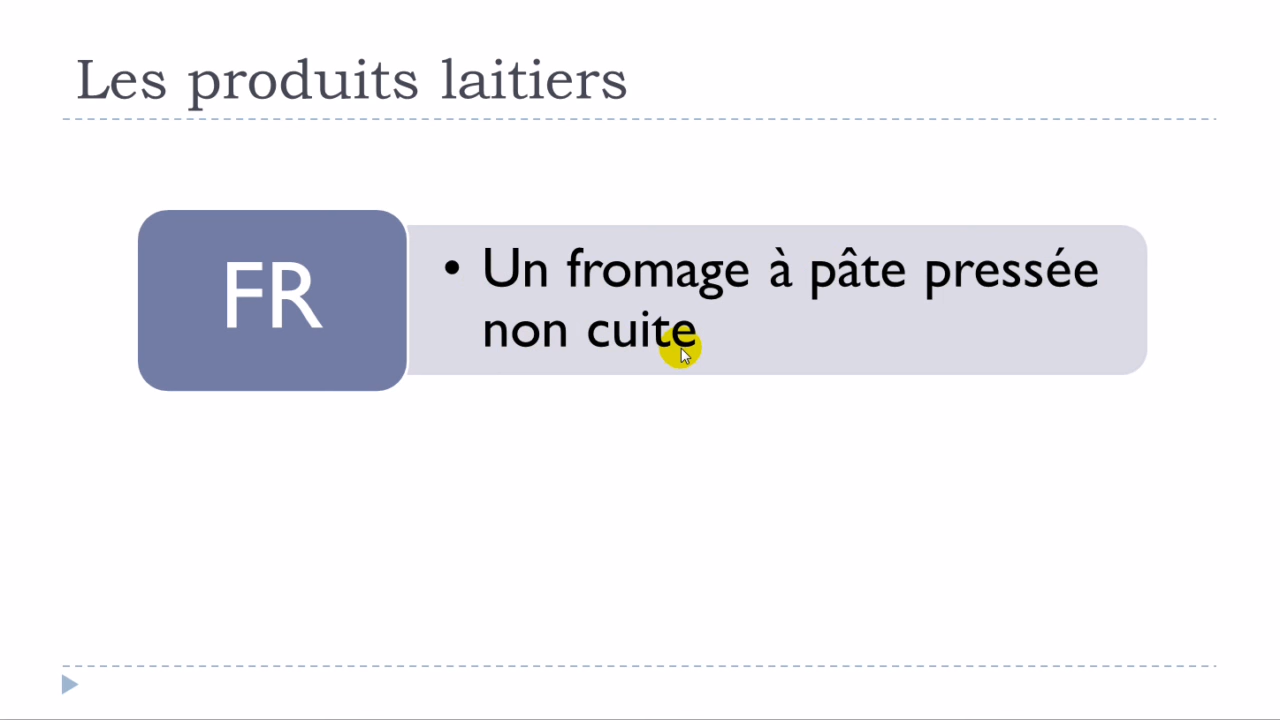 Les produits laitiers
FR
• Un fromage à pâte pressée
non cuite